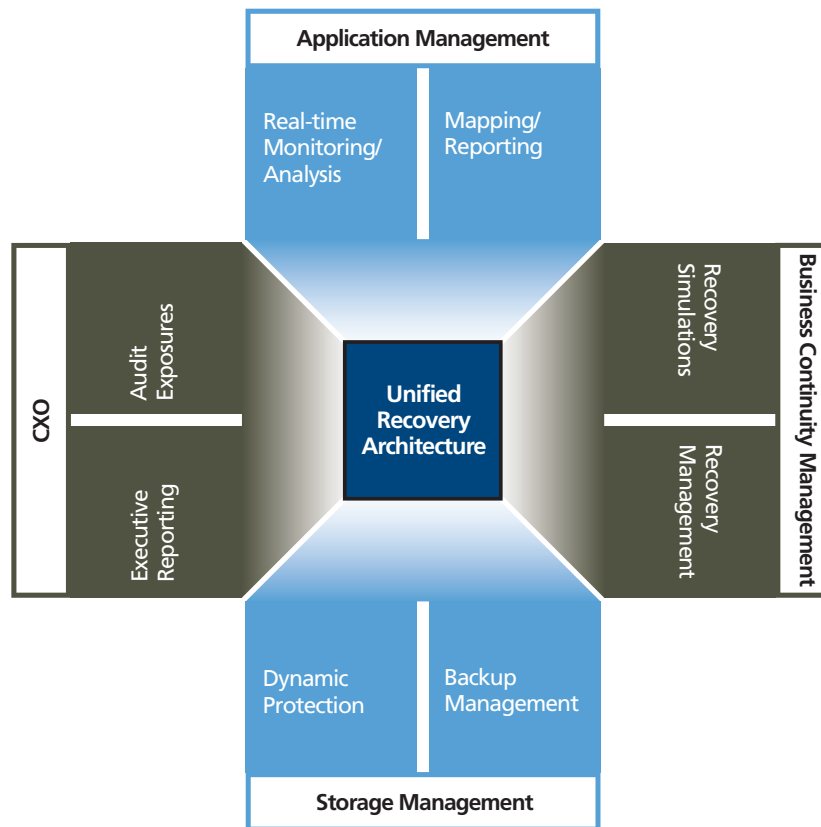 Application Management
Real-time
Monitoring/
Analysis
Mapping/
Reporting
CXO
Audit
Exposures
Executive
Reporting
Unified
Recovery
Architecture
Recovery
Simulations
Recovery
Management
Business Continuity Management
Dynamic
Protection
Backup
Management
Storage Management